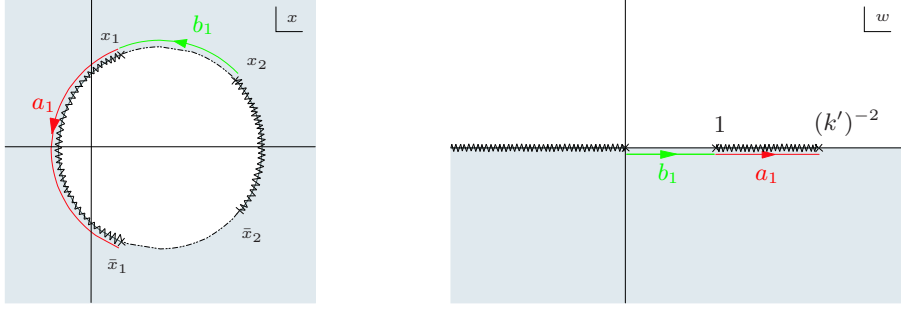 x
x₁
b₁
x₂
a₁
x̄₁
x̄₂
w
1
(k′)⁻²
b₁
a₁